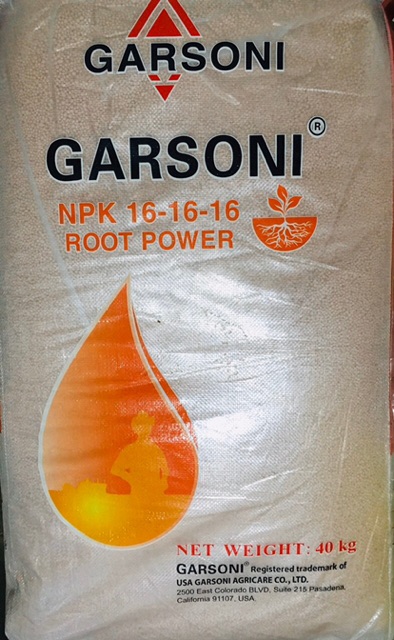 GARSONI
GARSONI®
NPK 16-16-16
ROOT POWER
NET WEIGHT: 40 kg
GARSONI® Registered trademark of
USA GARSONI AGRICARE CO., LTD.
2500 East Colorado BLVD, Suite 215 Pasadena,
California 91107, USA.